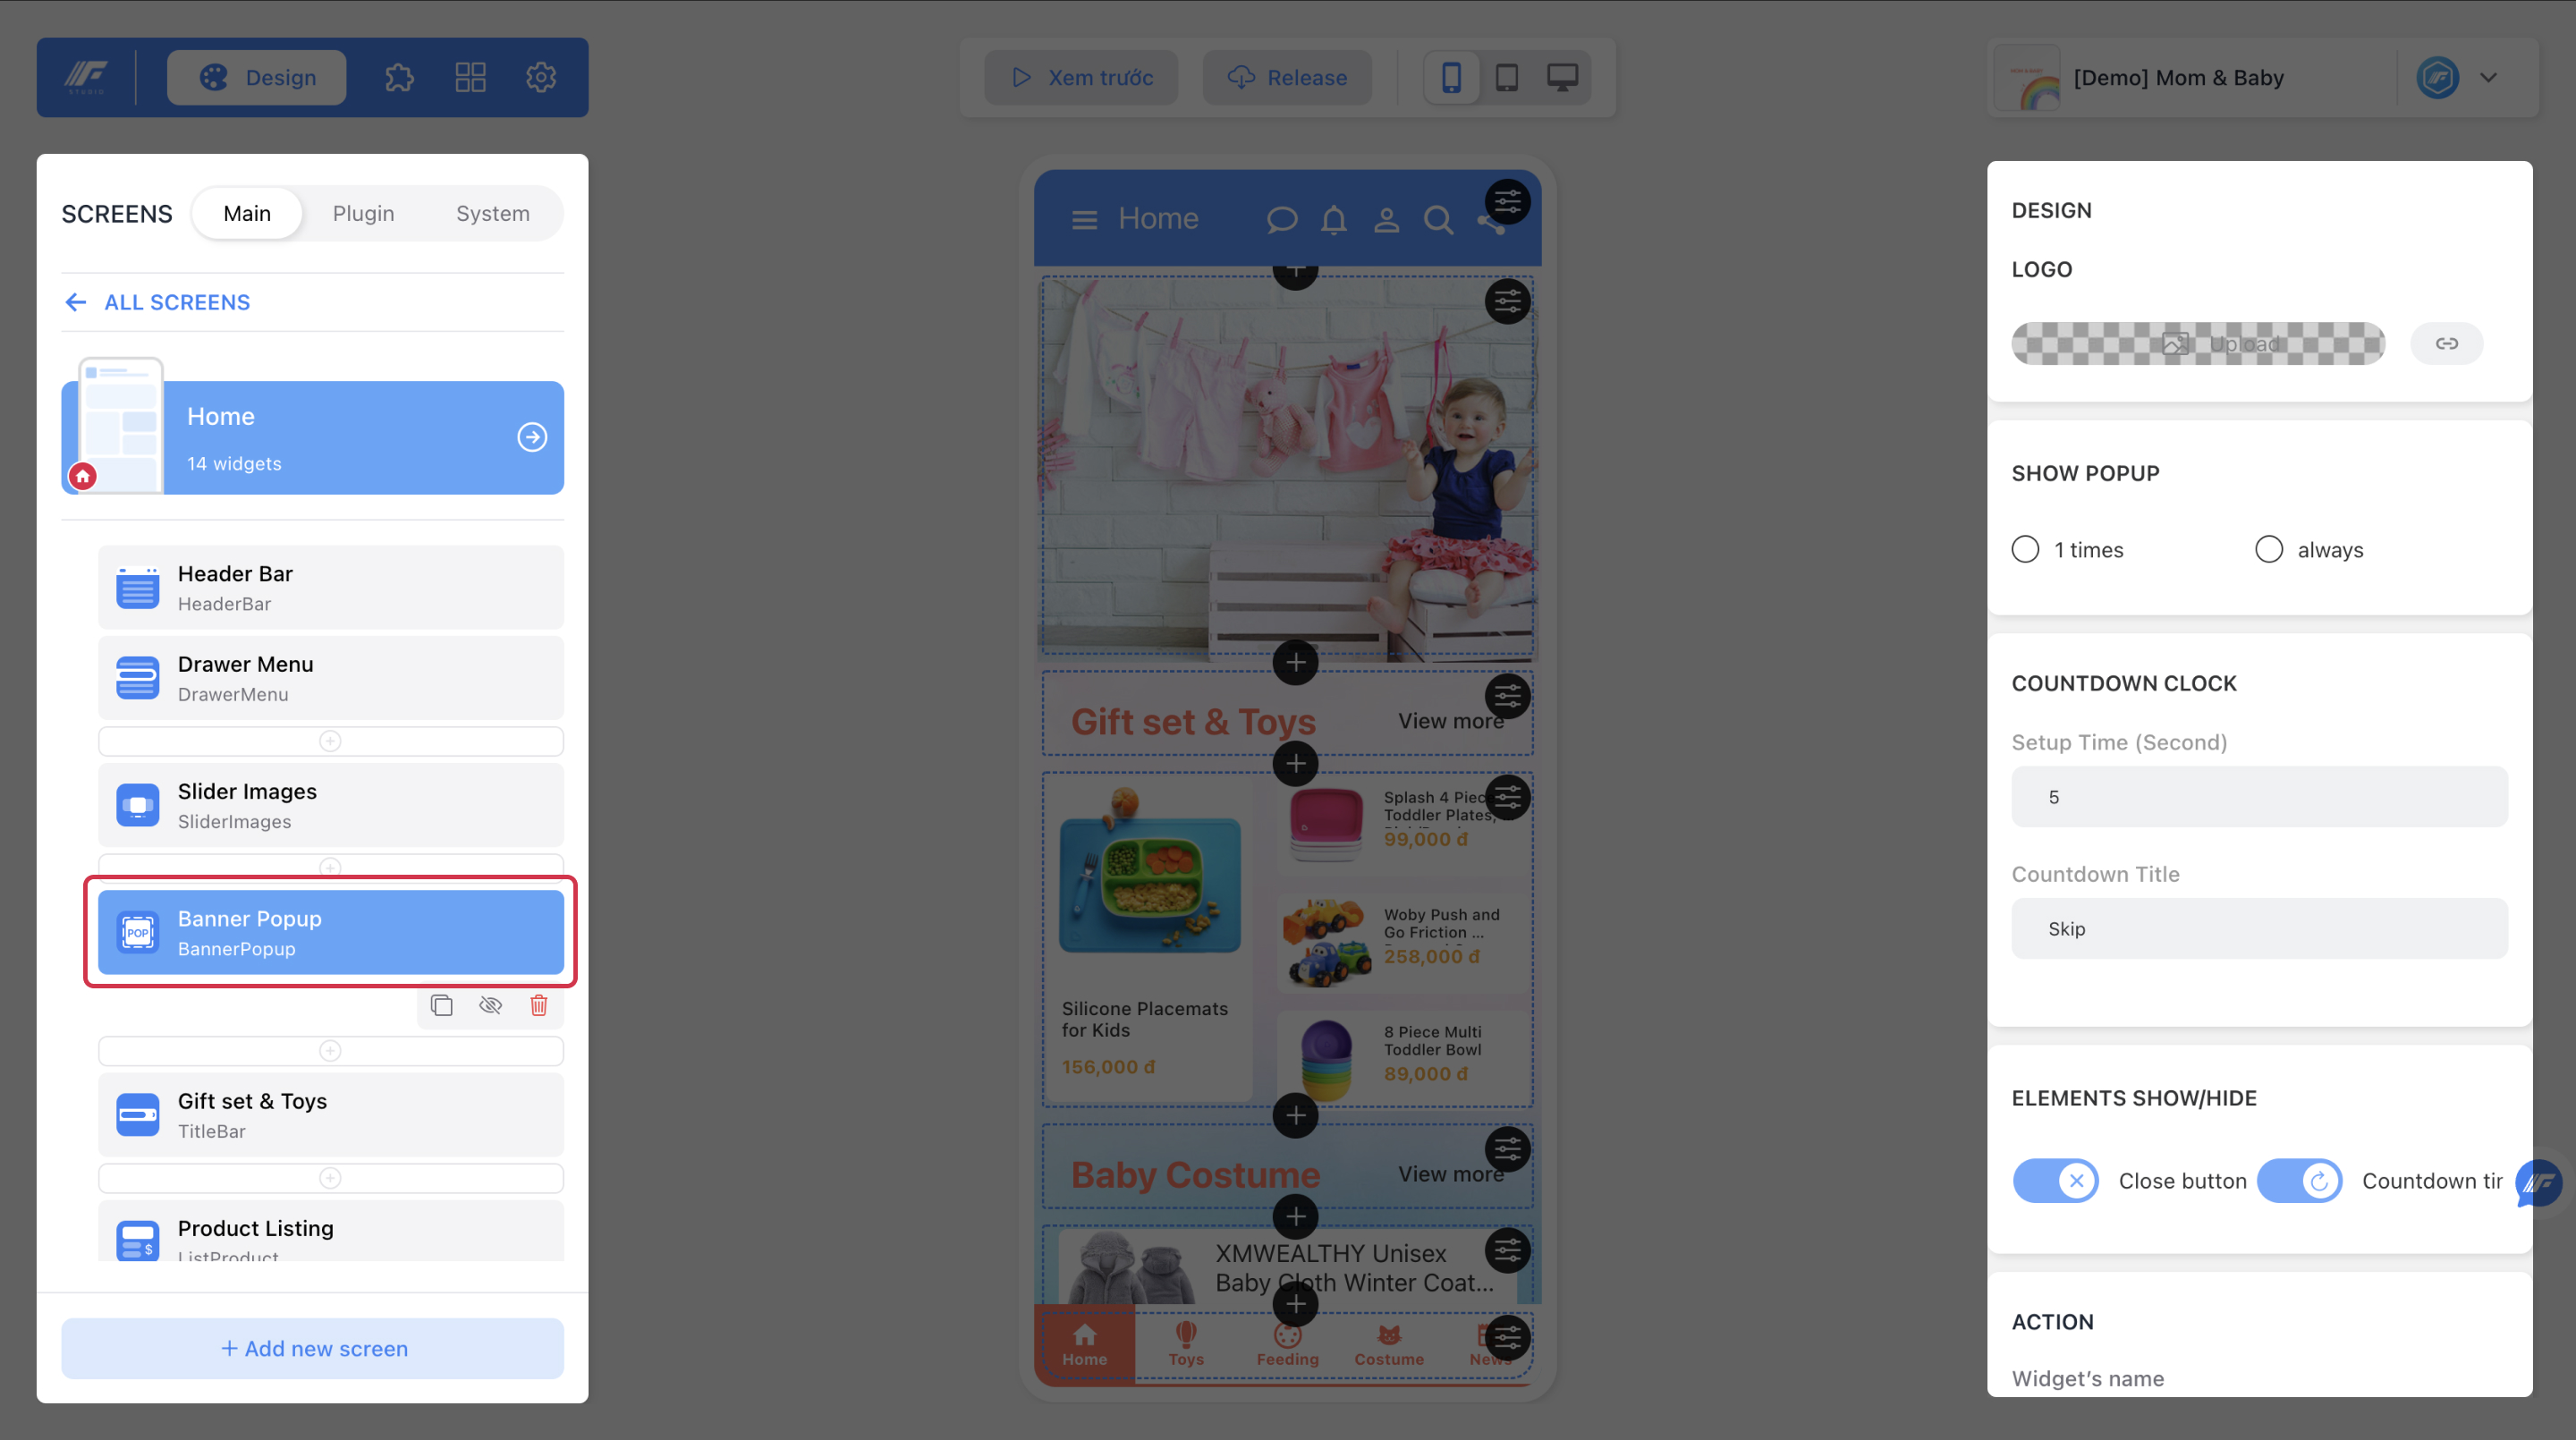 STUDIO
Design
Xem trước
Release
[Demo] Mom & Baby
SCREENS
Main
Plugin
System
ALL SCREENS
Home
14 widgets
Header Bar
HeaderBar
Drawer Menu
DrawerMenu
Slider Images
SliderImages
POP
Banner Popup
BannerPopup
Gift set & Toys
TitleBar
Product Listing
ListProduct
+ Add new screen
Home
Gift set & Toys
View more
Silicone Placemats
for Kids
156,000 đ
Splash 4 Piec
Toddler Plates, ...
99,000 đ
Woby Push and
Go Friction ...
258,000 đ
8 Piece Multi
Toddler Bowl
89,000 đ
Baby Costume
View more
XMWEALTHY Unisex
Baby Cloth Winter Coat...
Home
Toys
Feeding
Costume
News
DESIGN
LOGO
Upload
SHOW POPUP
1 times
always
COUNTDOWN CLOCK
Setup Time (Second)
5
Countdown Title
Skip
ELEMENTS SHOW/HIDE
Close button
Countdown tir
ACTION
Widget's name